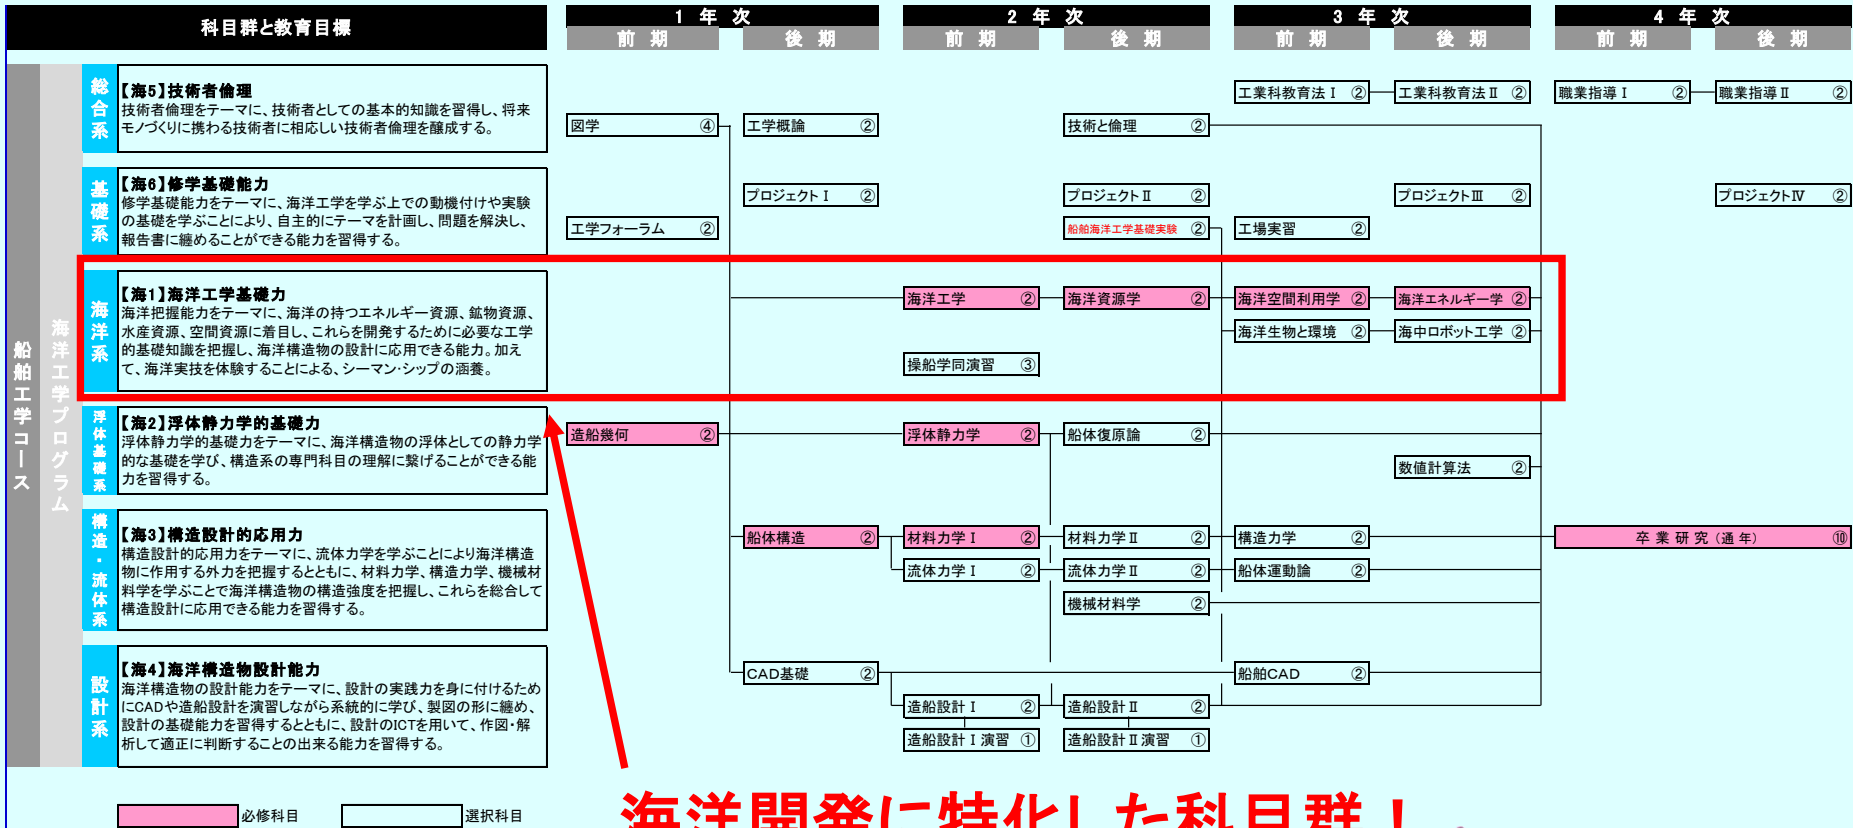 科目群と教育目標
1 年 次
2 年 次
3 年 次
4 年 次
前 期
後 期
前 期
後 期
前 期
後 期
前 期
後 期
船舶工学コース
海洋工学プログラム
総合系
【海5】技術者倫理
技術者倫理をテーマに、技術者としての基本的知識を習得し、将来
モノづくりに携わる技術者に相応しい技術者倫理を醸成する。
工業科教育法Ⅰ ②
工業科教育法Ⅱ ②
職業指導Ⅰ ②
職業指導Ⅱ ②
図学 ④
工学概論 ②
技術と倫理 ②
基礎系
【海6】修学基礎能力
修学基礎能力をテーマに、海洋工学を学ぶ上での動機付けや実験
の基礎を学ぶことにより、自主的にテーマを計画し、問題を解決し、
報告書に纏めることができる能力を習得する。
プロジェクトⅠ ②
プロジェクトⅡ ②
プロジェクトⅢ ②
プロジェクトⅣ ②
工学フォーラム ②
船舶海洋工学基礎実験 ②
工場実習 ②
海洋系
【海1】海洋工学基礎力
海洋把握能力をテーマに、海洋の持つエネルギー資源、鉱物資源、
水産資源、空間資源に着目し、これらを開発するために必要な工学
的基礎知識を把握し、海洋構造物の設計に応用できる能力。加え
て、海洋実技を体験することによる、シーマン・シップの涵養。
海洋工学 ②
海洋資源学 ②
海洋空間利用学 ②
海洋エネルギー学 ②
海洋生物と環境 ②
海中ロボット工学 ②
操船学同演習 ③
浮体基礎系
【海2】浮体静力学的基礎力
浮体静力学的基礎力をテーマに、海洋構造物の浮体としての静力学
的な基礎を学び、構造系の専門科目の理解に繋げることができる能
力を習得する。
造船幾何 ②
浮体静力学 ②
船体復原論 ②
数値計算法 ②
構造・流体系
【海3】構造設計的応用力
構造設計的応用力をテーマに、流体力学を学ぶことにより海洋構造
物に作用する外力を把握するとともに、材料力学、構造力学、機械材
料学を学ぶことで海洋構造物の構造強度を把握し、これらを総合して
構造設計に応用できる能力を習得する。
船体構造 ②
材料力学Ⅰ ②
材料力学Ⅱ ②
構造力学 ②
卒 業 研 究 (通 年) ⑩
流体力学Ⅰ ②
流体力学Ⅱ ②
船体運動論 ②
機械材料学 ②
設計系
【海4】海洋構造物設計能力
海洋構造物の設計能力をテーマに、設計の実践力を身に付けるため
にCADや造船設計を演習しながら系統的に学び、製図の形に纏め、
設計の基礎能力を習得するとともに、設計のICTを用いて、作図・解
析して適正に判断することの出来る能力を習得する。
CAD基礎 ②
船舶CAD ②
造船設計Ⅰ ②
造船設計Ⅱ ②
造船設計Ⅰ演習 ①
造船設計Ⅱ演習 ①
必修科目
選択科目
海洋開発に特化した科目群！